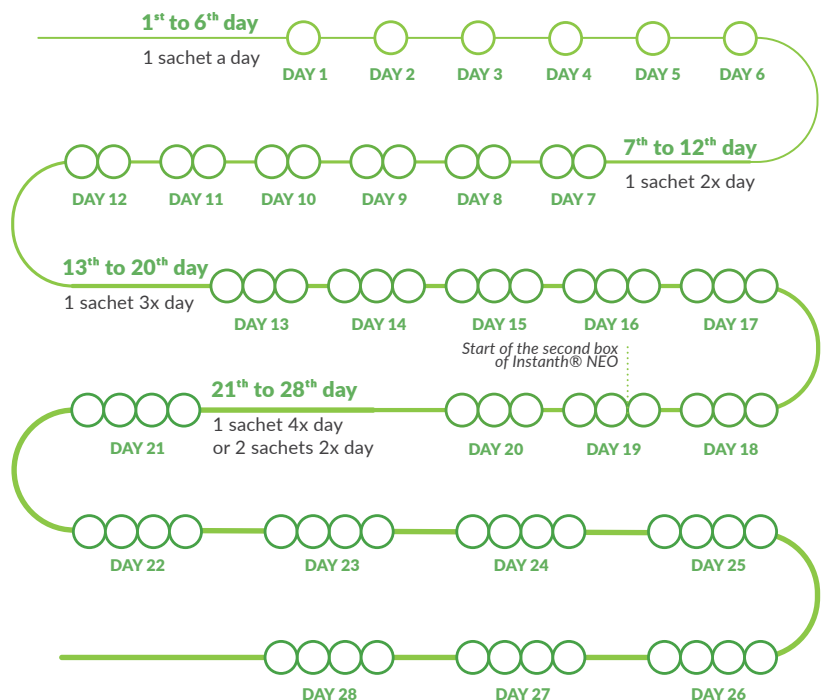 1st to 6th day
1 sachet a day
DAY 1
DAY 2
DAY 3
DAY 4
DAY 5
DAY 6
7th to 12th day
1 sachet 2x day
DAY 12
DAY 11
DAY 10
DAY 9
DAY 8
DAY 7
13th to 20th day
1 sachet 3x day
DAY 13
DAY 14
DAY 15
DAY 16
DAY 17
Start of the second box
of Instanth® NEO
21th to 28th day
1 sachet 4x day
or 2 sachets 2x day
DAY 21
DAY 20
DAY 19
DAY 18
DAY 22
DAY 23
DAY 24
DAY 25
DAY 28
DAY 27
DAY 26